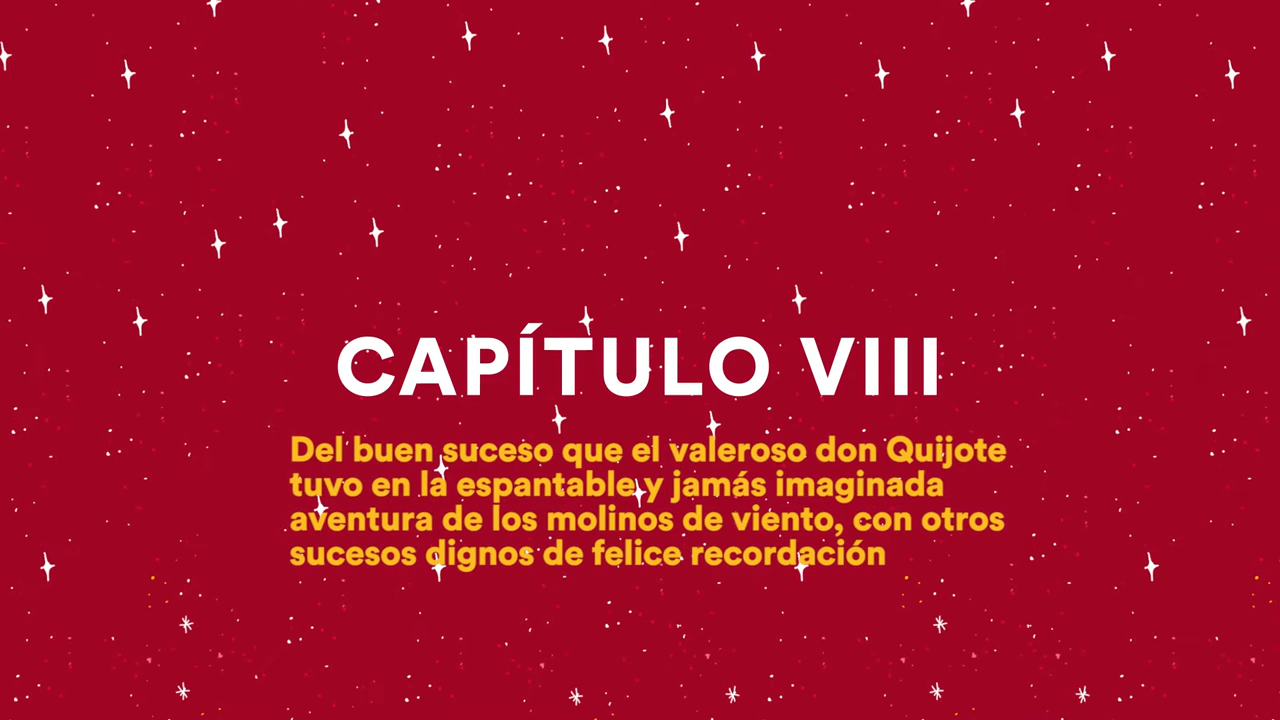 CAPÍTULO VIII
Del buen suceso que el valeroso don Quijote
tuvo en la espantable y jamás imaginada
aventura de los molinos de viento, con otros
sucesos dignos de felice recordación